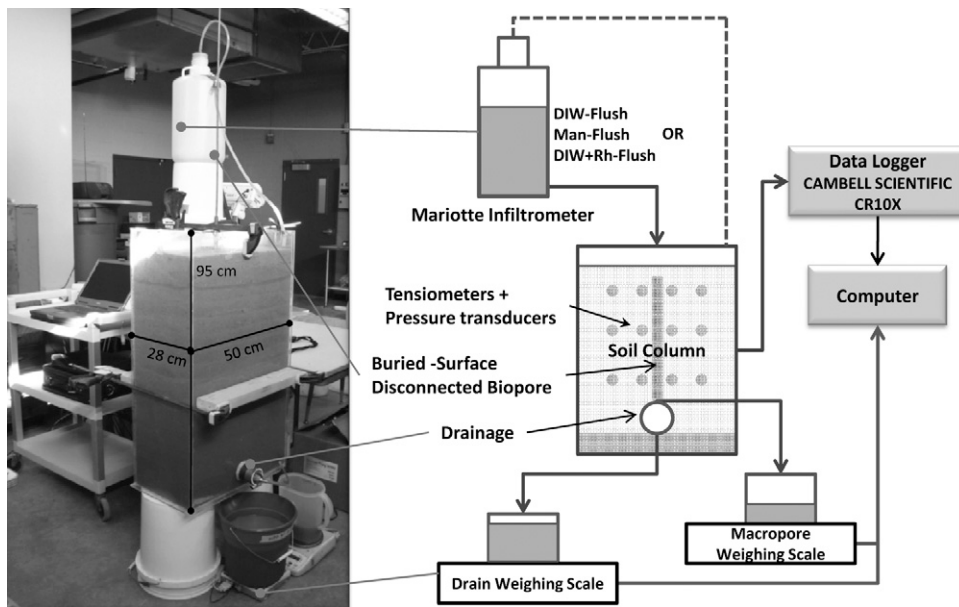 DIW-Flush
Man-Flush OR
DIW+Rh-Flush
Mariotte Infiltrometer
Data Logger
CAMBELL SCIENTIFIC
CR10X
Computer
95 cm
28 cm
50 cm
Tensiometers +
Pressure transducers
Soil Column
Buried -Surface
Disconnected Biopore
Drainage
Macropore
Weighing Scale
Drain Weighing Scale